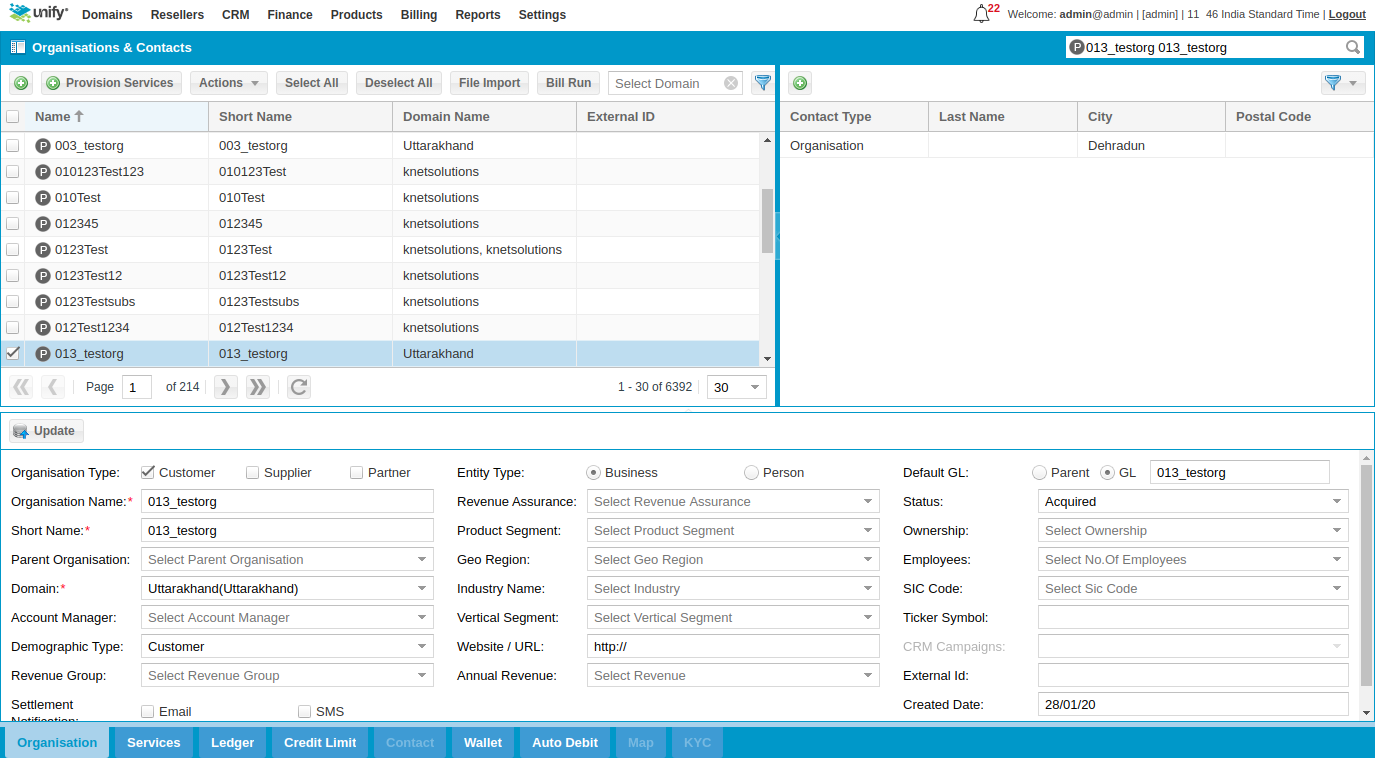 unify® Domains Resellers CRM Finance Products Billing Reports Settings 22 Welcome: admin@admin | [admin] | 11 46 India Standard Time | Logout
Organisations & Contacts P 013_testorg 013_testorg
Provision Services Actions Select All Deselect All File Import Bill Run Select Domain
Name Short Name Domain Name External ID
P 003_testorg 003_testorg Uttarakhand
P 010123Test123 010123Test knetsolutions
P 010Test 010Test knetsolutions
P 012345 012345 knetsolutions
P 0123Test 0123Test knetsolutions, knetsolutions
P 0123Test12 0123Test12 knetsolutions
P 0123Testsubs 0123Testsubs knetsolutions
P 012Test1234 012Test1234 knetsolutions
P 013_testorg 013_testorg Uttarakhand
Page 1 of 214 1 - 30 of 6392 30
Contact Type Last Name City Postal Code
Organisation Dehradun
Update
Organisation Type: Customer Supplier Partner Entity Type: Business Person Default GL: Parent GL 013_testorg
Organisation Name:* 013_testorg Revenue Assurance: Select Revenue Assurance Status: Acquired
Short Name:* 013_testorg Product Segment: Select Product Segment Ownership: Select Ownership
Parent Organisation: Select Parent Organisation Geo Region: Select Geo Region Employees: Select No.Of Employees
Domain:* Uttarakhand(Uttarakhand) Industry Name: Select Industry SIC Code: Select Sic Code
Account Manager: Select Account Manager Vertical Segment: Select Vertical Segment Ticker Symbol:
Demographic Type: Customer Website / URL: http:// CRM Campaigns:
Revenue Group: Select Revenue Group Annual Revenue: Select Revenue External Id:
Settlement Email SMS Created Date: 28/01/20
Notification:
Organisation Services Ledger Credit Limit Contact Wallet Auto Debit Map KYC